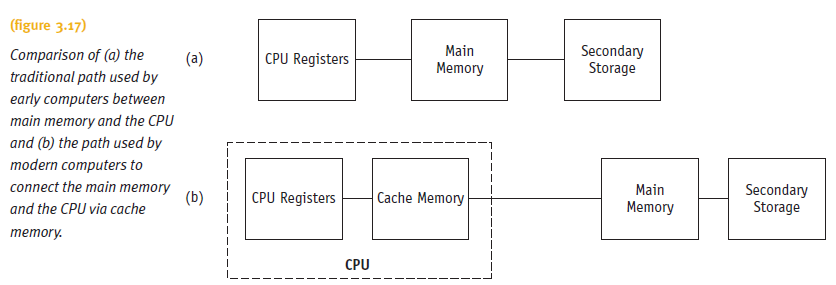 (figure 3.17)
Comparison of (a) the
traditional path used by
early computers between
main memory and the CPU
and (b) the path used by
modern computers to
connect the main memory
and the CPU via cache
memory.
(a)
CPU Registers
Main
Memory
Secondary
Storage
(b)
CPU Registers
Cache Memory
Main
Memory
Secondary
Storage
CPU